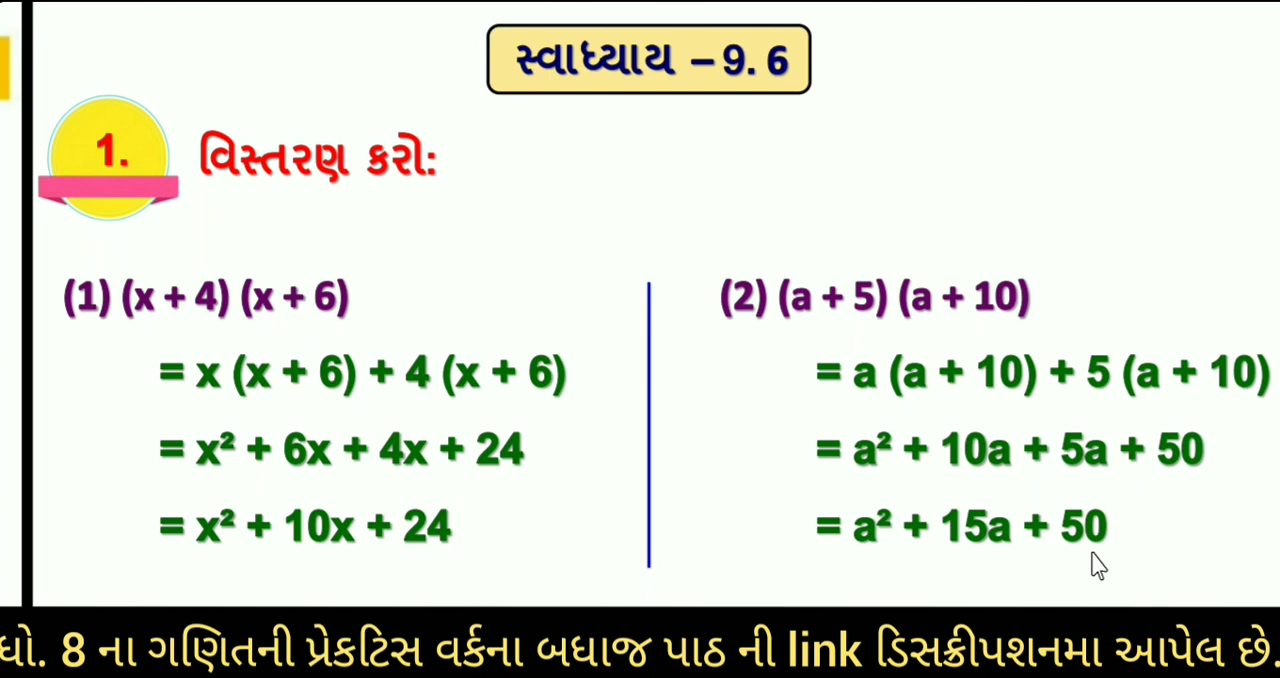 સ્વાધ્યાય – 9. 6
1. વિસ્તરણ કરો:
(1) (x + 4) (x + 6)
= x (x + 6) + 4 (x + 6)
= x² + 6x + 4x + 24
= x² + 10x + 24
(2) (a + 5) (a + 10)
= a (a + 10) + 5 (a + 10)
= a² + 10a + 5a + 50
= a² + 15a + 50
ધો. 8 ના ગણિતની પ્રેકટિસ વર્કના બધાજ પાઠ ની link ડિસક્રીપશનમા આપેલ છે.